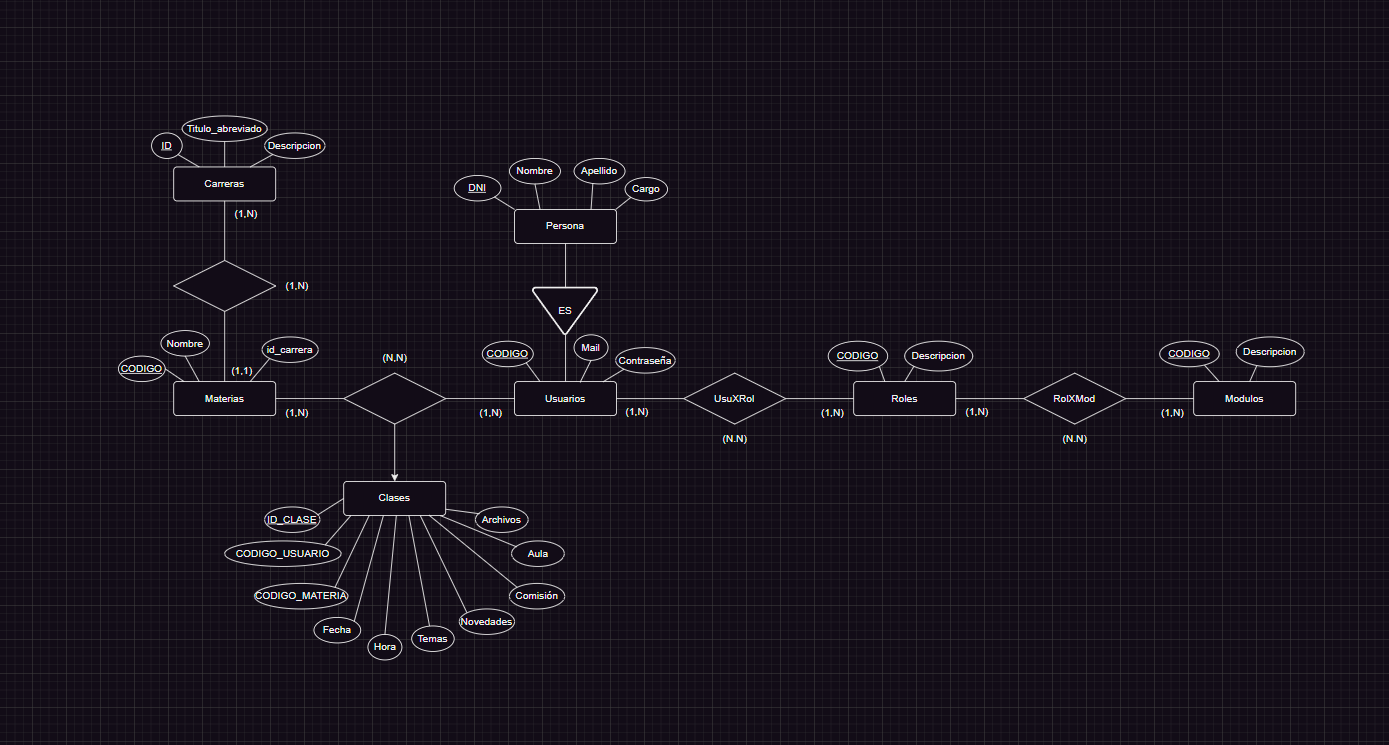 Titulo_abreviado
ID
Descripcion
Carreras
(1,N)
(1,N)
Nombre
id_carrera
CODIGO
(1,1)
Materias
(1,N)
(N,N)
(1,N)
DNI
Nombre
Apellido
Cargo
Persona
ES
CODIGO
Mail
Contraseña
Usuarios
(1,N)
UsuXRol
(N.N)
(1,N)
CODIGO
Descripcion
Roles
(1,N)
RolXMod
(N.N)
(1,N)
CODIGO
Descripcion
Modulos
Clases
ID_CLASE
CODIGO_USUARIO
CODIGO_MATERIA
Fecha
Hora
Temas
Novedades
Comisión
Aula
Archivos